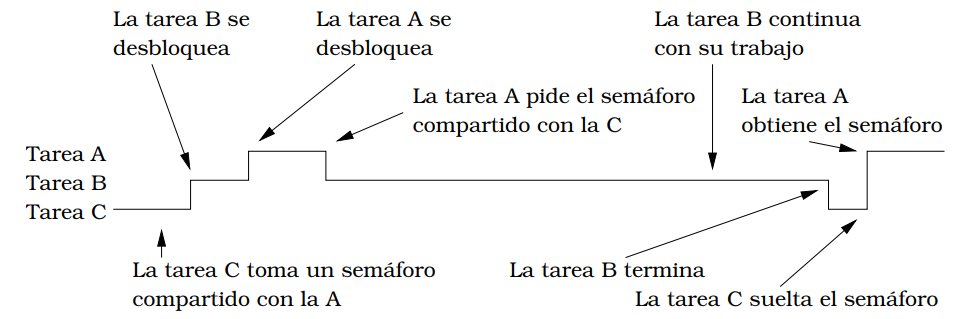 La tarea B se
desbloquea
La tarea A se
desbloquea
La tarea B continua
con su trabajo
La tarea A pide el semáforo
compartido con la C
La tarea A
obtiene el semáforo
Tarea A
Tarea B
Tarea C
La tarea C toma un semáforo
compartido con la A
La tarea B termina
La tarea C suelta el semáforo